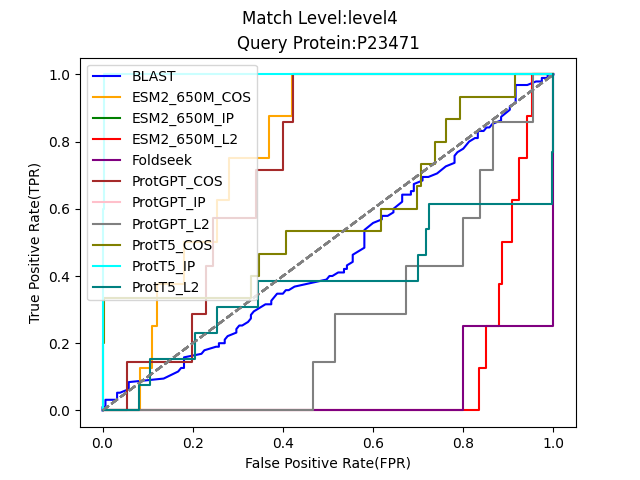 Match Level:level4
Query Protein:P23471
True Positive Rate(TPR)
1.0
0.8
0.6
0.4
0.2
0.0
BLAST
ESM2_650M_COS
ESM2_650M_IP
ESM2_650M_L2
Foldseek
ProtGPT_COS
ProtGPT_IP
ProtGPT_L2
ProtT5_COS
ProtT5_IP
ProtT5_L2
0.0 0.2 0.4 0.6 0.8 1.0
False Positive Rate(FPR)